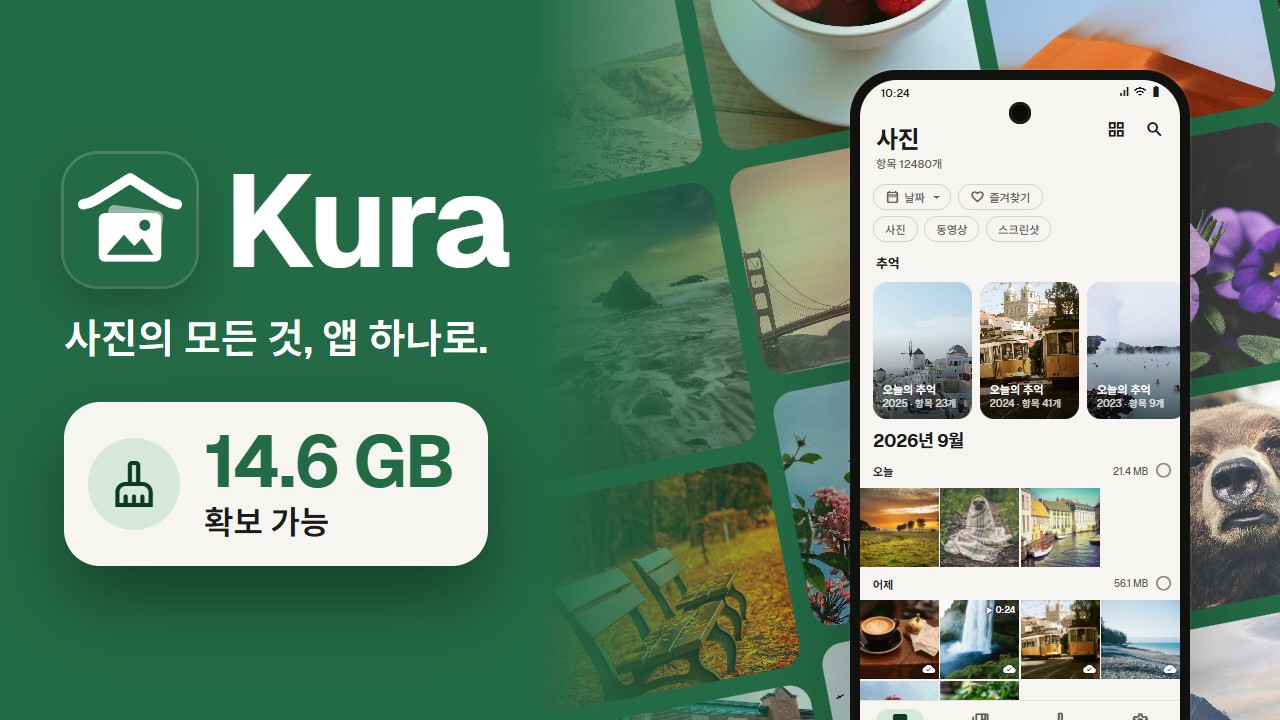 Kura
사진의 모든 것, 앱 하나로.
14.6 GB
확보 가능
10:24
사진
항목 12480개
날짜
즐겨찾기
사진
동영상
스크린샷
추억
오늘의 추억
2025 · 항목 23개
오늘의 추억
2024 · 항목 41개
오늘의 추억
2023 · 항목 9개
2026년 9월
오늘
21.4 MB
어제
56.1 MB
0:24